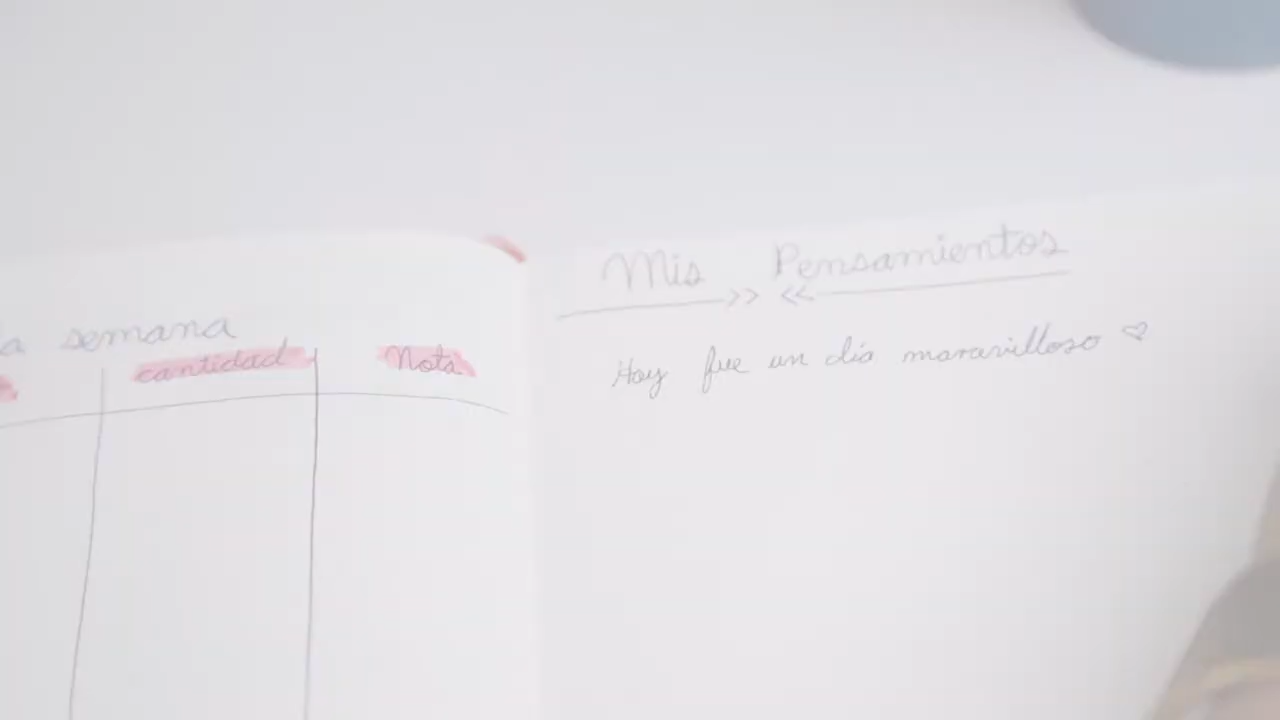 a semana
cantidad
Nota
Mis Pensamientos
Hoy fue un día maravilloso ♡